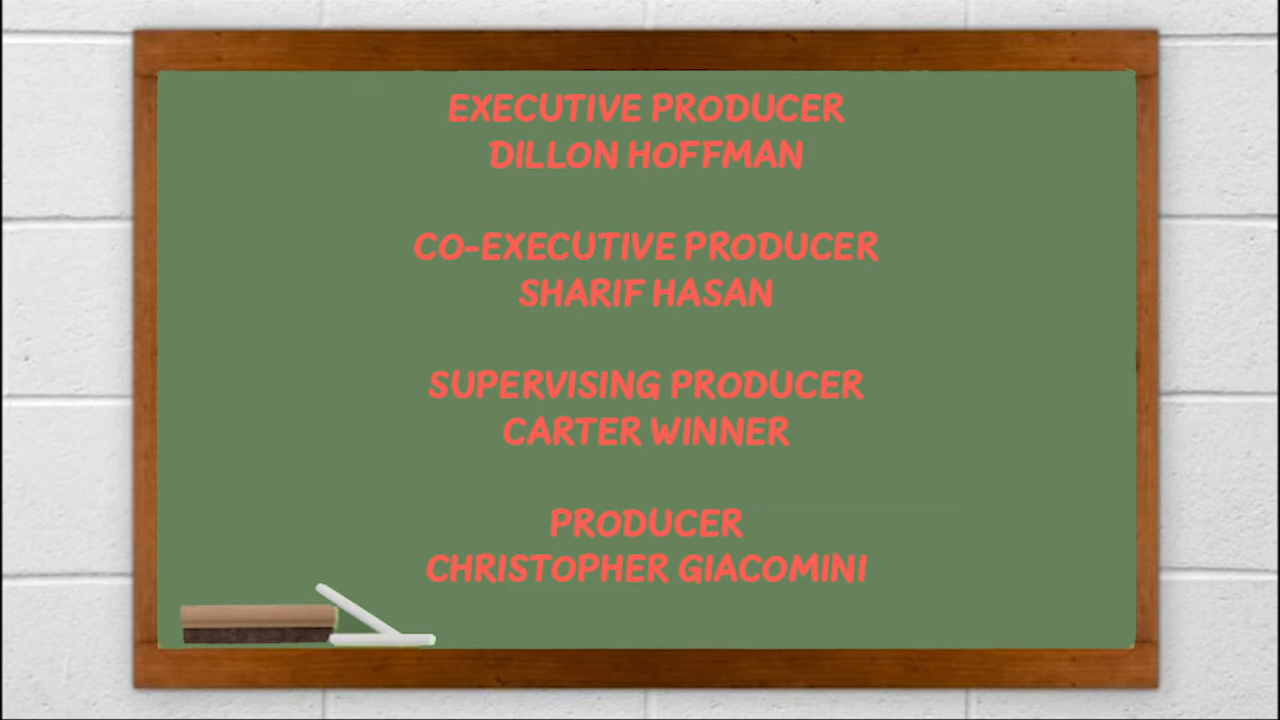 EXECUTIVE PRODUCER
DILLON HOFFMAN
CO-EXECUTIVE PRODUCER
SHARIF HASAN
SUPERVISING PRODUCER
CARTER WINNER
PRODUCER
CHRISTOPHER GIACOMINI